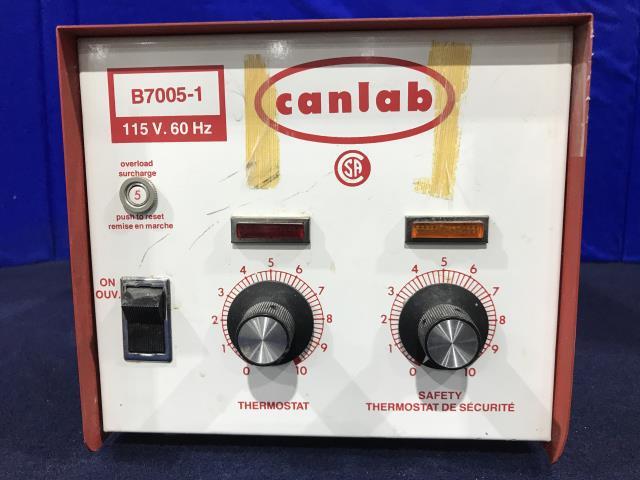 B7005-1
115 V. 60 Hz
canlab
CSA
overload
surcharge
5
push to reset
remise en marche
ON
OUV.
0 1 2 3 4 5 6 7 8 9 10
THERMOSTAT
0 1 2 3 4 5 6 7 8 9 10
SAFETY
THERMOSTAT DE SÉCURITÉ